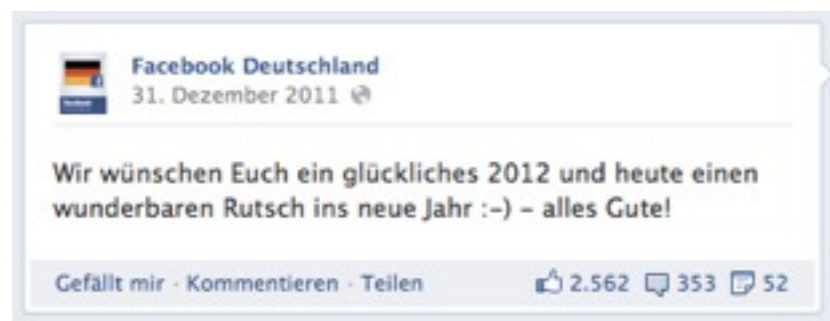 Facebook Deutschland
31. Dezember 2011
Wir wünschen Euch ein glückliches 2012 und heute einen
wunderbaren Rutsch ins neue Jahr :-) – alles Gute!
Gefällt mir · Kommentieren · Teilen 2.562 353 52